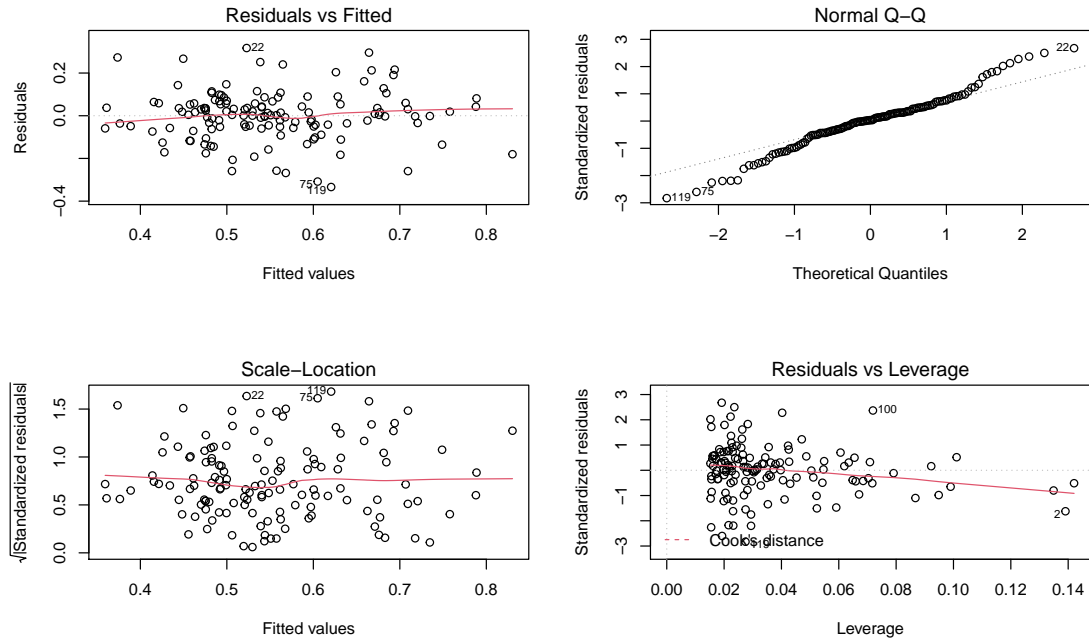 Residuals vs Fitted
Residuals
0.2
0.0
−0.4
22
75
119
0.4 0.5 0.6 0.7 0.8
Fitted values
Normal Q−Q
Standardized residuals
3
1
−1
−3
22
119
75
−2 −1 0 1 2
Theoretical Quantiles
Scale−Location
√|Standardized residuals|
1.5
1.0
0.5
0.0
22
75
119
0.4 0.5 0.6 0.7 0.8
Fitted values
Residuals vs Leverage
Standardized residuals
3
2
1
−1
−3
100
2
Cook's distance
0.00 0.02 0.04 0.06 0.08 0.10 0.12 0.14
Leverage